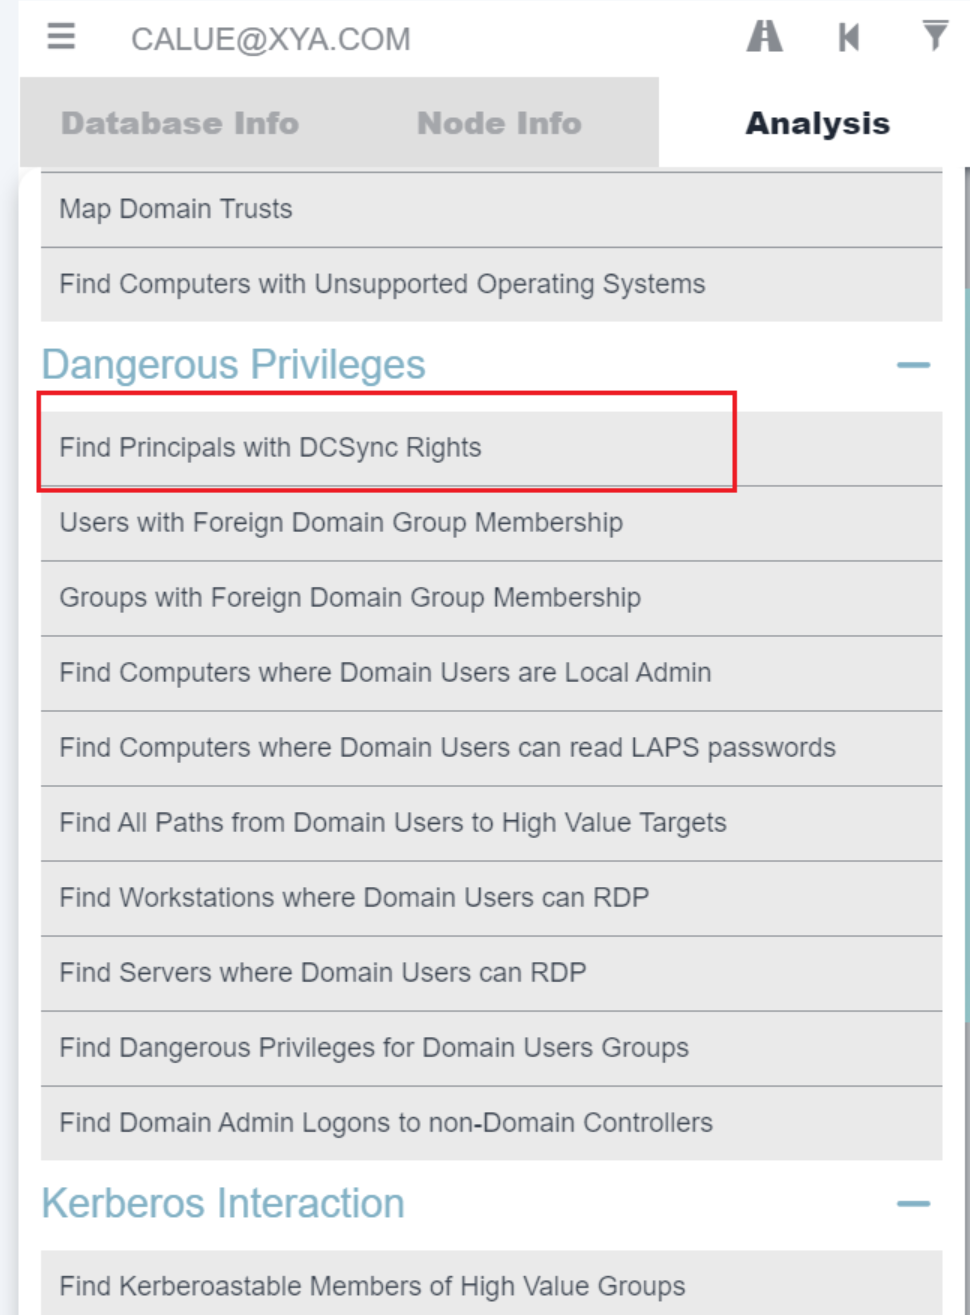 CALUE@XYA.COM
Database Info Node Info Analysis
Map Domain Trusts
Find Computers with Unsupported Operating Systems
Dangerous Privileges
Find Principals with DCSync Rights
Users with Foreign Domain Group Membership
Groups with Foreign Domain Group Membership
Find Computers where Domain Users are Local Admin
Find Computers where Domain Users can read LAPS passwords
Find All Paths from Domain Users to High Value Targets
Find Workstations where Domain Users can RDP
Find Servers where Domain Users can RDP
Find Dangerous Privileges for Domain Users Groups
Find Domain Admin Logons to non-Domain Controllers
Kerberos Interaction
Find Kerberoastable Members of High Value Groups